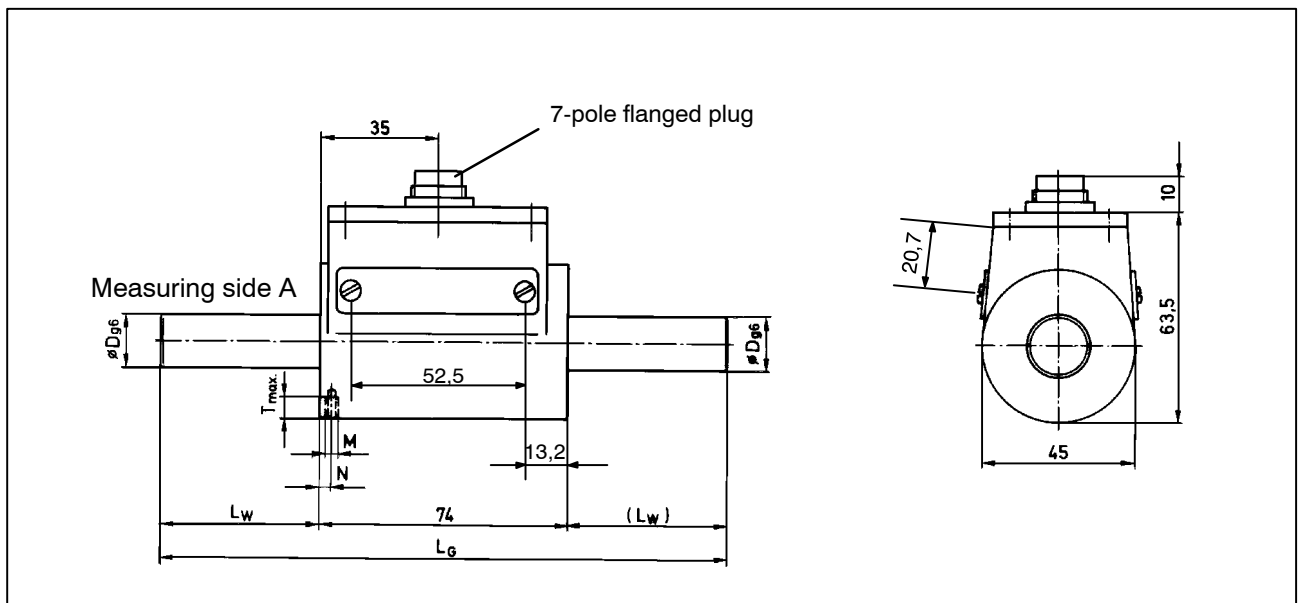 7-pole flanged plug
35
10
20,7
Measuring side A
63,5
øDg6
øDg6
52,5
Tmax.
M
13,2
45
N
LW
74
(LW)
LG